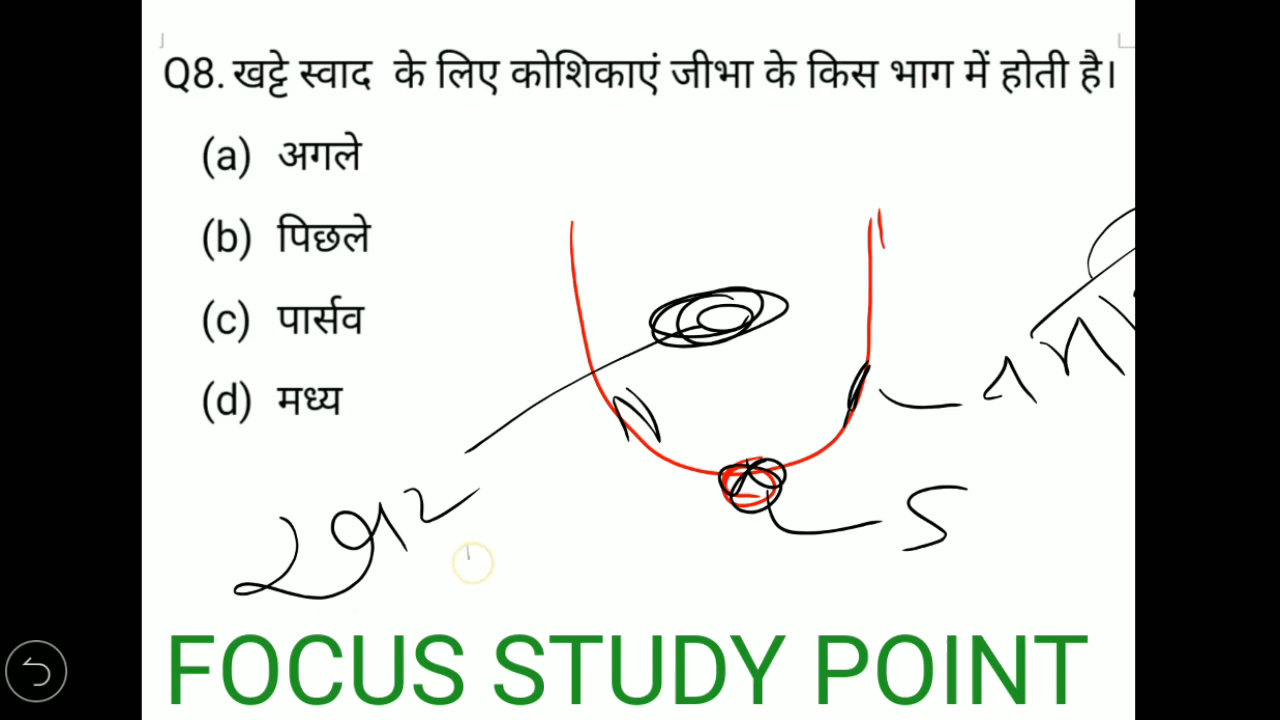 Q8. खट्टे स्वाद के लिए कोशिकाएं जीभा के किस भाग में होती है।
(a) अगले
(b) पिछले
(c) पार्सव
(d) मध्य
S
FOCUS STUDY POINT